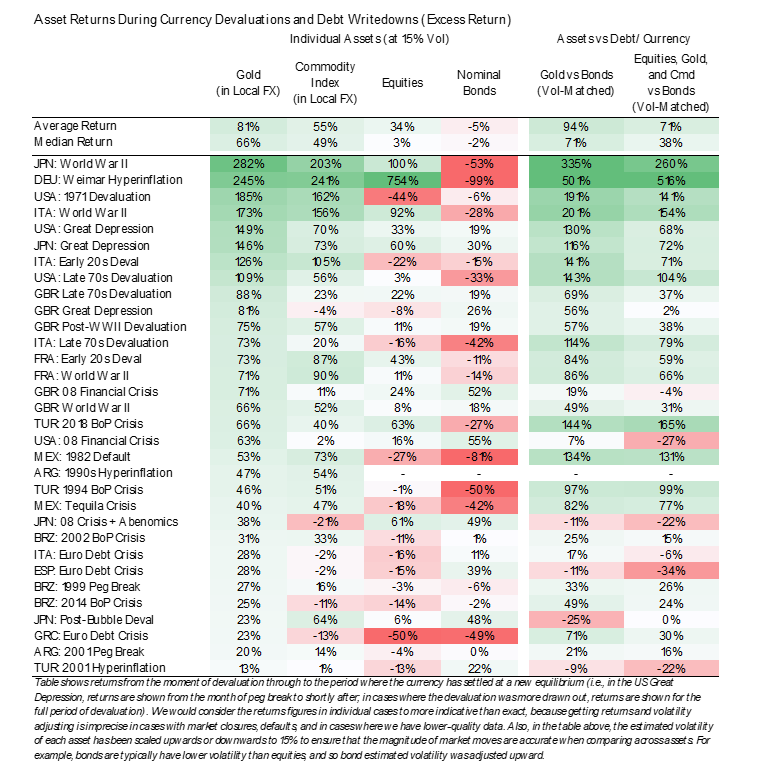 Asset Returns During Currency Devaluations and Debt Writedowns (Excess Return)
Individual Assets (at 15% Vol) Assets vs Debt/ Currency
Gold (in Local FX) Commodity Index (in Local FX) Equities Nominal Bonds Gold vs Bonds (Vol-Matched) Equities, Gold, and Cmd vs Bonds (Vol-Matched)
Average Return 81% 55% 34% -5% 94% 71%
Median Return 66% 49% 3% -2% 71% 38%
JPN: World War II 282% 203% 100% -53% 335% 260%
DEU: Weimar Hyperinflation 245% 241% 754% -99% 501% 516%
USA: 1971 Devaluation 185% 162% -44% -6% 191% 141%
ITA: World War II 173% 156% 92% -28% 201% 154%
USA: Great Depression 149% 70% 33% 19% 130% 68%
JPN: Great Depression 146% 73% 60% 30% 116% 72%
ITA: Early 20s Deval 126% 105% -22% -15% 141% 71%
USA: Late 70s Devaluation 109% 56% 3% -33% 143% 104%
GBR Late 70s Devaluation 88% 23% 22% 19% 69% 37%
GBR Great Depression 81% -4% -8% 26% 56% 2%
GBR Post-WWII Devaluation 75% 57% 11% 19% 57% 38%
ITA: Late 70s Devaluation 73% 20% -16% -42% 114% 79%
FRA: Early 20s Deval 73% 87% 43% -11% 84% 59%
FRA: World War II 71% 90% 11% -14% 86% 66%
GBR 08 Financial Crisis 71% 11% 24% 52% 19% -4%
GBR World War II 66% 52% 8% 18% 49% 31%
TUR 2018 BoP Crisis 66% 40% 63% -27% 144% 165%
USA: 08 Financial Crisis 63% 2% 16% 55% 7% -27%
MEX: 1982 Default 53% 73% -27% -81% 134% 131%
ARG: 1990s Hyperinflation 47% 54% - - - -
TUR 1994 BoP Crisis 46% 51% -1% -50% 97% 99%
MEX: Tequila Crisis 40% 47% -18% -42% 82% 77%
JPN: 08 Crisis + Abenomics 38% -21% 61% 49% -11% -22%
BRZ: 2002 BoP Crisis 31% 33% -11% 1% 25% 15%
ITA: Euro Debt Crisis 28% -2% -16% 11% 17% -6%
ESP: Euro Debt Crisis 28% -2% -15% 39% -11% -34%
BRZ: 1999 Peg Break 27% 16% -3% -6% 33% 26%
BRZ: 2014 BoP Crisis 25% -11% -14% -2% 49% 24%
JPN: Post-Bubble Deval 23% 64% 6% 48% -25% 0%
GRC: Euro Debt Crisis 23% -13% -50% -49% 71% 30%
ARG: 2001 Peg Break 20% 14% -4% 0% 21% 16%
TUR 2001 Hyperinflation 13% 1% -13% 22% -9% -22%
Table shows returns from the moment of devaluation through to the period where the currency has settled at a new equilibrium (i.e., in the US Great
Depression, returns are shown from the month of peg break to shortly after; in cases where the devaluation was more drawn out, returns are shown for the
full period of devaluation). We would consider the returns figures in individual cases to more indicative than exact, because getting returns and volatility
adjusting is imprecise in cases with market closures, defaults, and in cases where we have lower-quality data. Also, in the table above, the estimated volatility
of each asset has been scaled upwards or downwards to 15% to ensure that the magnitude of market moves are accurate when comparing across assets. For
example, bonds are typically have lower volatility than equities, and so bond estimated volatility was adjusted upward.